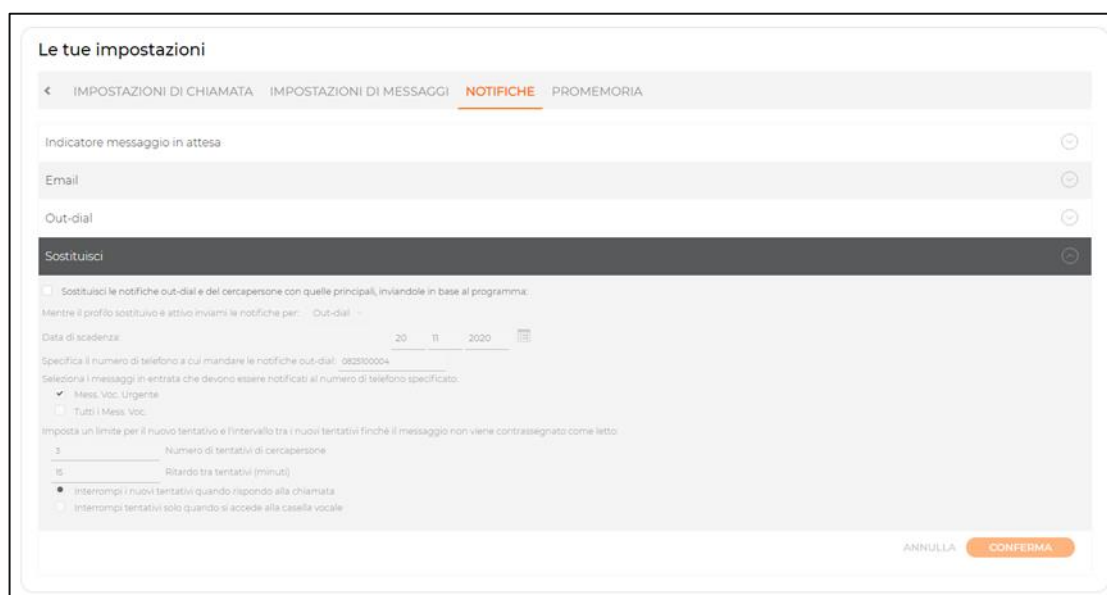 Le tue impostazioni
IMPOSTAZIONI DI CHIAMATA IMPOSTAZIONI DI MESSAGGI NOTIFICHE PROMEMORIA
Indicatore messaggio in attesa
Email
Out-dial
Sostituisci
Sostituisci le notifiche out-dial e del cercapersone con quelle principali, inviandole in base al programma:
Mentre il profilo sostituivo è attivo inviami le notifiche per: Out-dial
Data di scadenza: 20 11 2020
Specifica il numero di telefono a cui mandare le notifiche out-dial: 0825100004
Seleziona i messaggi in entrata che devono essere notificati al numero di telefono specificato:
Mess. Voc. Urgente
Tutti i Mess. Voc.
Imposta un limite per il nuovo tentativo e l'intervallo tra i nuovi tentativi finché il messaggio non viene contrassegnato come letto:
3 Numero di tentativi di cercapersone
15 Ritardo tra tentativi (minuti)
Interrompi i nuovi tentativi quando rispondo alla chiamata
Interrompi tentativi solo quando si accede alla casella vocale
ANNULLA CONFERMA